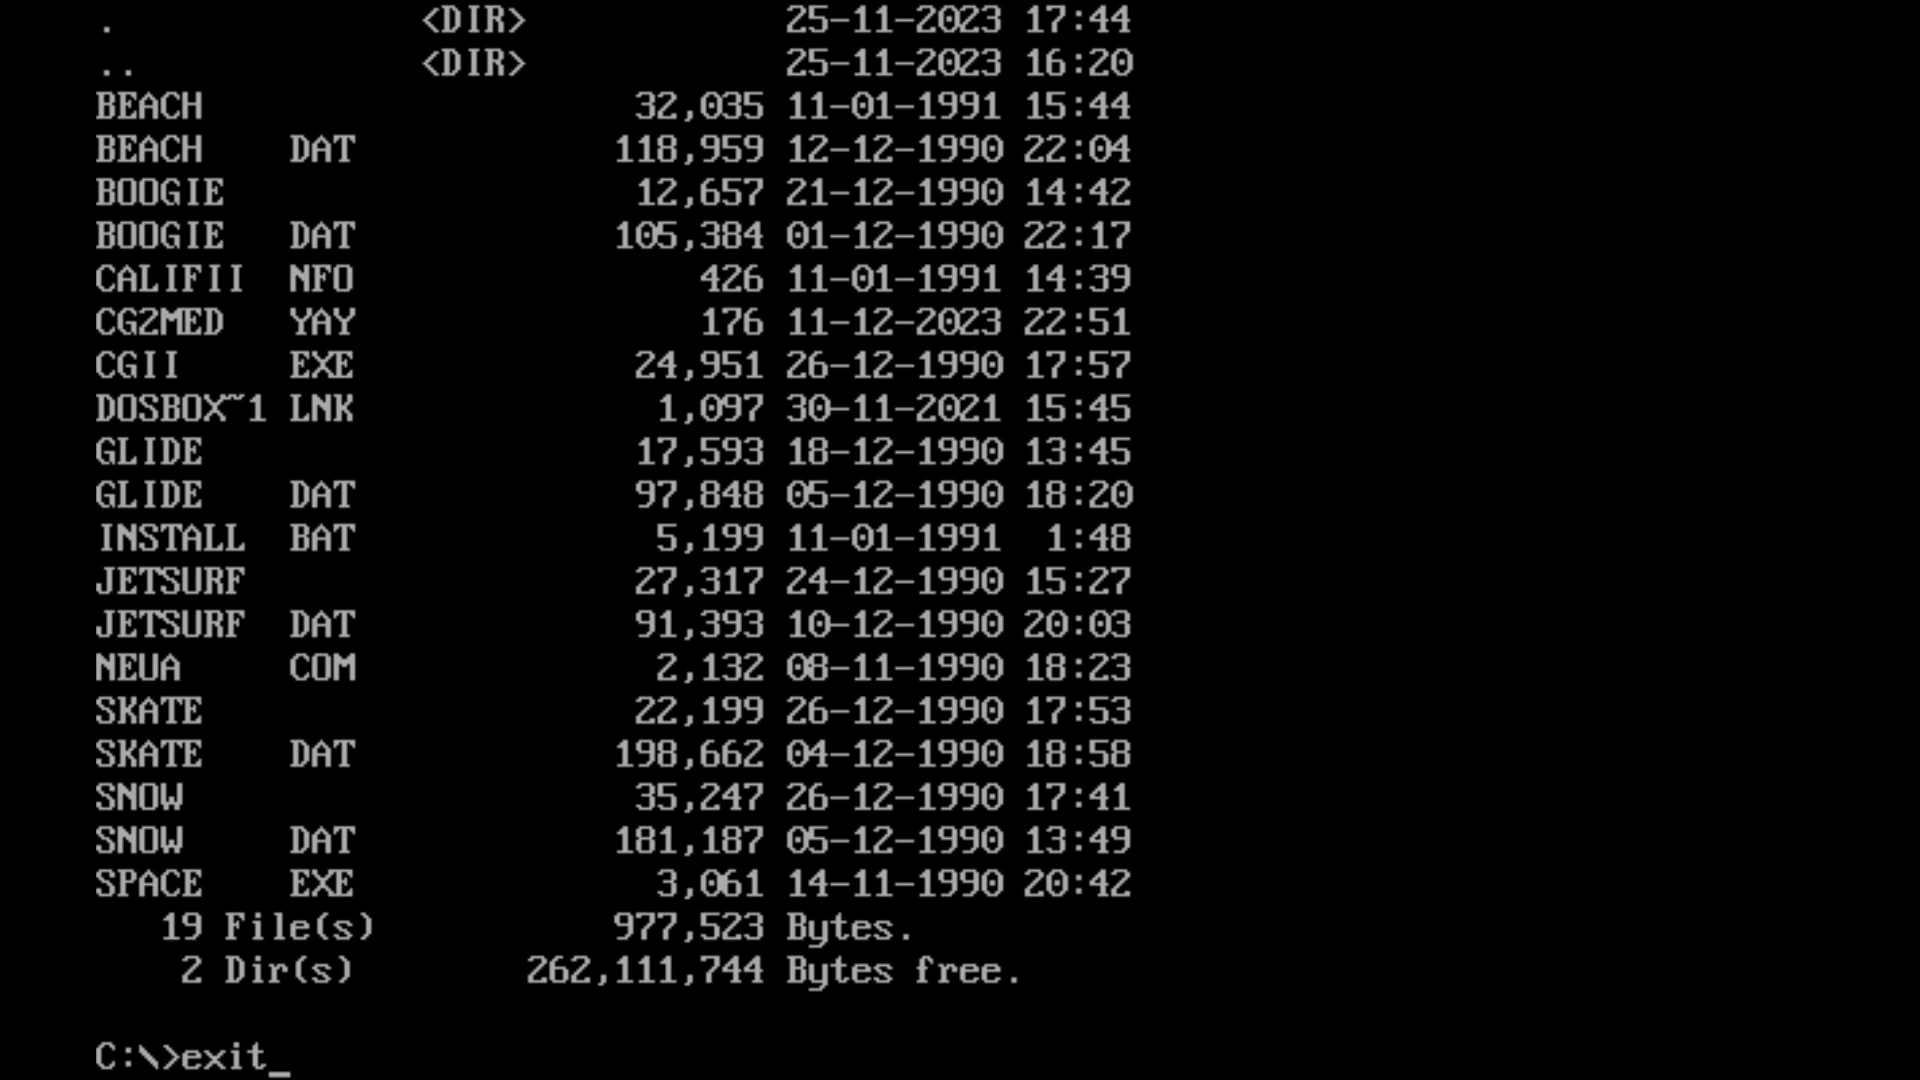 .              <DIR>            25-11-2023 17:44
..             <DIR>            25-11-2023 16:20
BEACH                    32,035 11-01-1991 15:44
BEACH    DAT            118,959 12-12-1990 22:04
BOOGIE                   12,657 21-12-1990 14:42
BOOGIE   DAT            105,384 01-12-1990 22:17
CALIFII  NFO                426 11-01-1991 14:39
CG2MED   YAY                176 11-12-2023 22:51
CGII     EXE             24,951 26-12-1990 17:57
DOSBOX~1 LNK              1,097 30-11-2021 15:45
GLIDE                    17,593 18-12-1990 13:45
GLIDE    DAT             97,848 05-12-1990 18:20
INSTALL  BAT              5,199 11-01-1991  1:48
JETSURF                  27,317 24-12-1990 15:27
JETSURF  DAT             91,393 10-12-1990 20:03
NEUA     COM              2,132 08-11-1990 18:23
SKATE                    22,199 26-12-1990 17:53
SKATE    DAT            198,662 04-12-1990 18:58
SNOW                     35,247 26-12-1990 17:41
SNOW     DAT            181,187 05-12-1990 13:49
SPACE    EXE              3,061 14-11-1990 20:42
   19 File(s)           977,523 Bytes.
    2 Dir(s)        262,111,744 Bytes free.
C:\>exit_